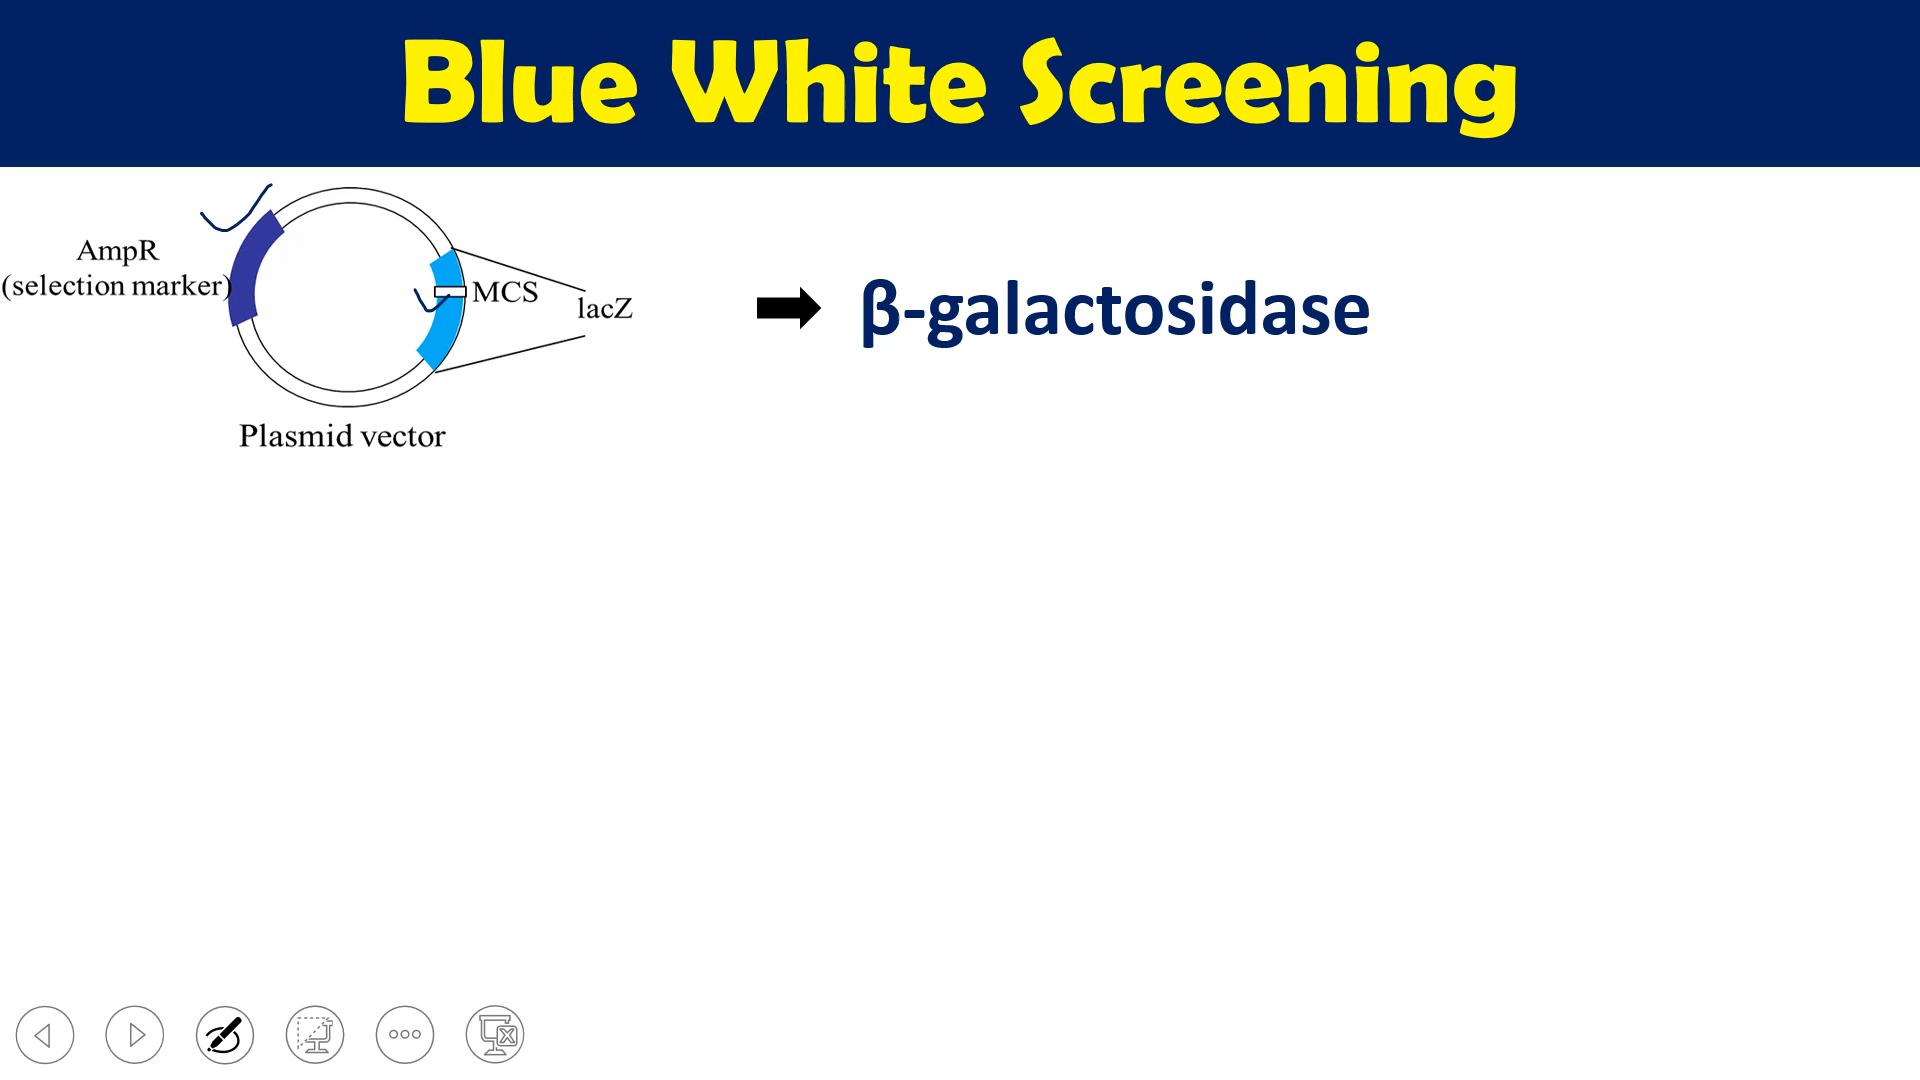 Blue White Screening
AmpR
(selection marker)
MCS
lacZ
β-galactosidase
Plasmid vector